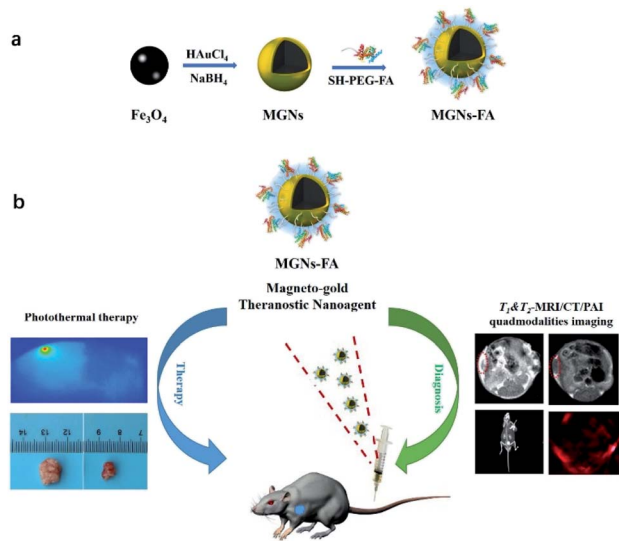 a
HAuCl₄
NaBH₄
SH-PEG-FA
Fe₃O₄
MGNs
MGNs-FA
b
MGNs-FA
Magneto-gold
Theranostic Nanoagent
Photothermal therapy
T₁&T₂-MRI/CT/PAI
quadmodalities imaging
Therapy
Diagnosis
14 13 12 9 8 7